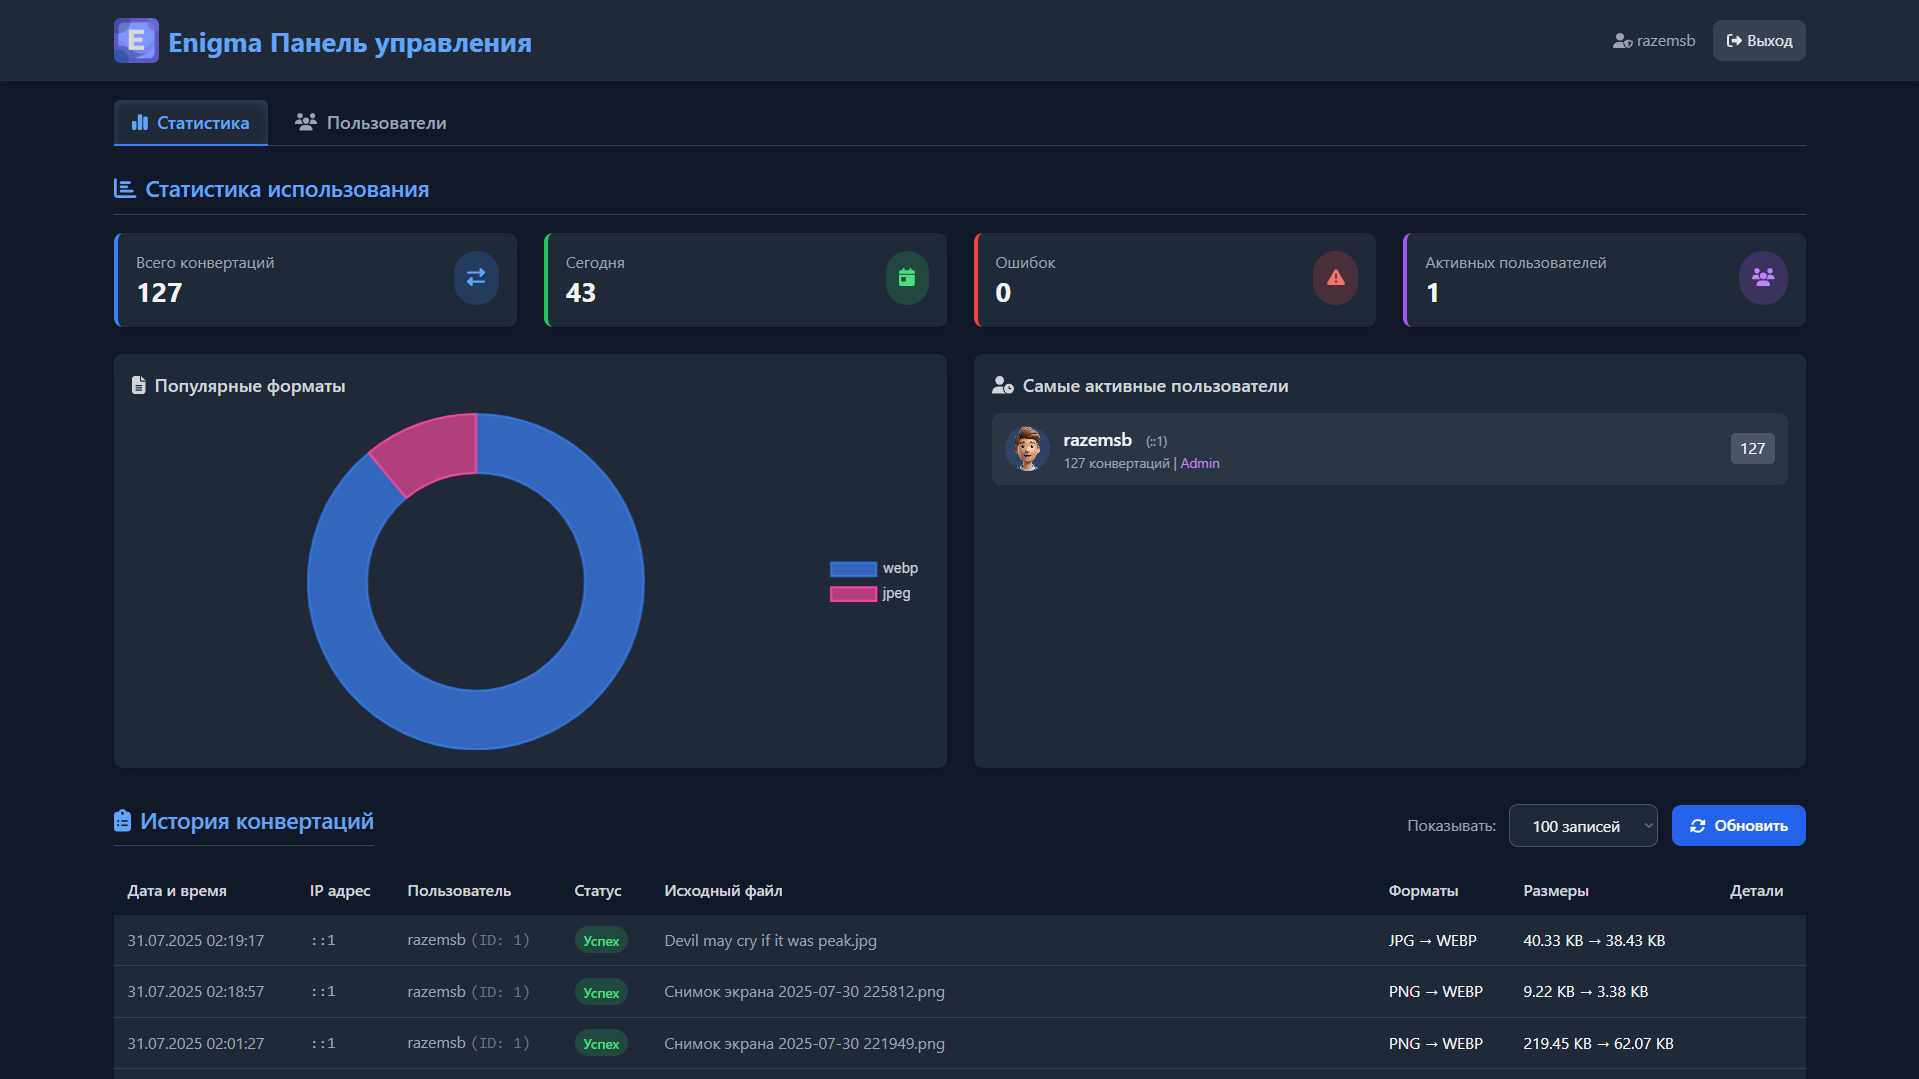 E Enigma Панель управления
razemsb
Выход
Статистика
Пользователи
Статистика использования
Всего конвертаций
127
Сегодня
43
Ошибок
0
Активных пользователей
1
Популярные форматы
webp
jpeg
Самые активные пользователи
razemsb (::1)
127 конвертаций | Admin
127
История конвертаций
Показывать: 100 записей Обновить
Дата и время IP адрес Пользователь Статус Исходный файл Форматы Размеры Детали
31.07.2025 02:19:17 ::1 razemsb (ID: 1) Успех Devil may cry if it was peak.jpg JPG → WEBP 40.33 KB → 38.43 KB
31.07.2025 02:18:57 ::1 razemsb (ID: 1) Успех Снимок экрана 2025-07-30 225812.png PNG → WEBP 9.22 KB → 3.38 KB
31.07.2025 02:01:27 ::1 razemsb (ID: 1) Успех Снимок экрана 2025-07-30 221949.png PNG → WEBP 219.45 KB → 62.07 KB